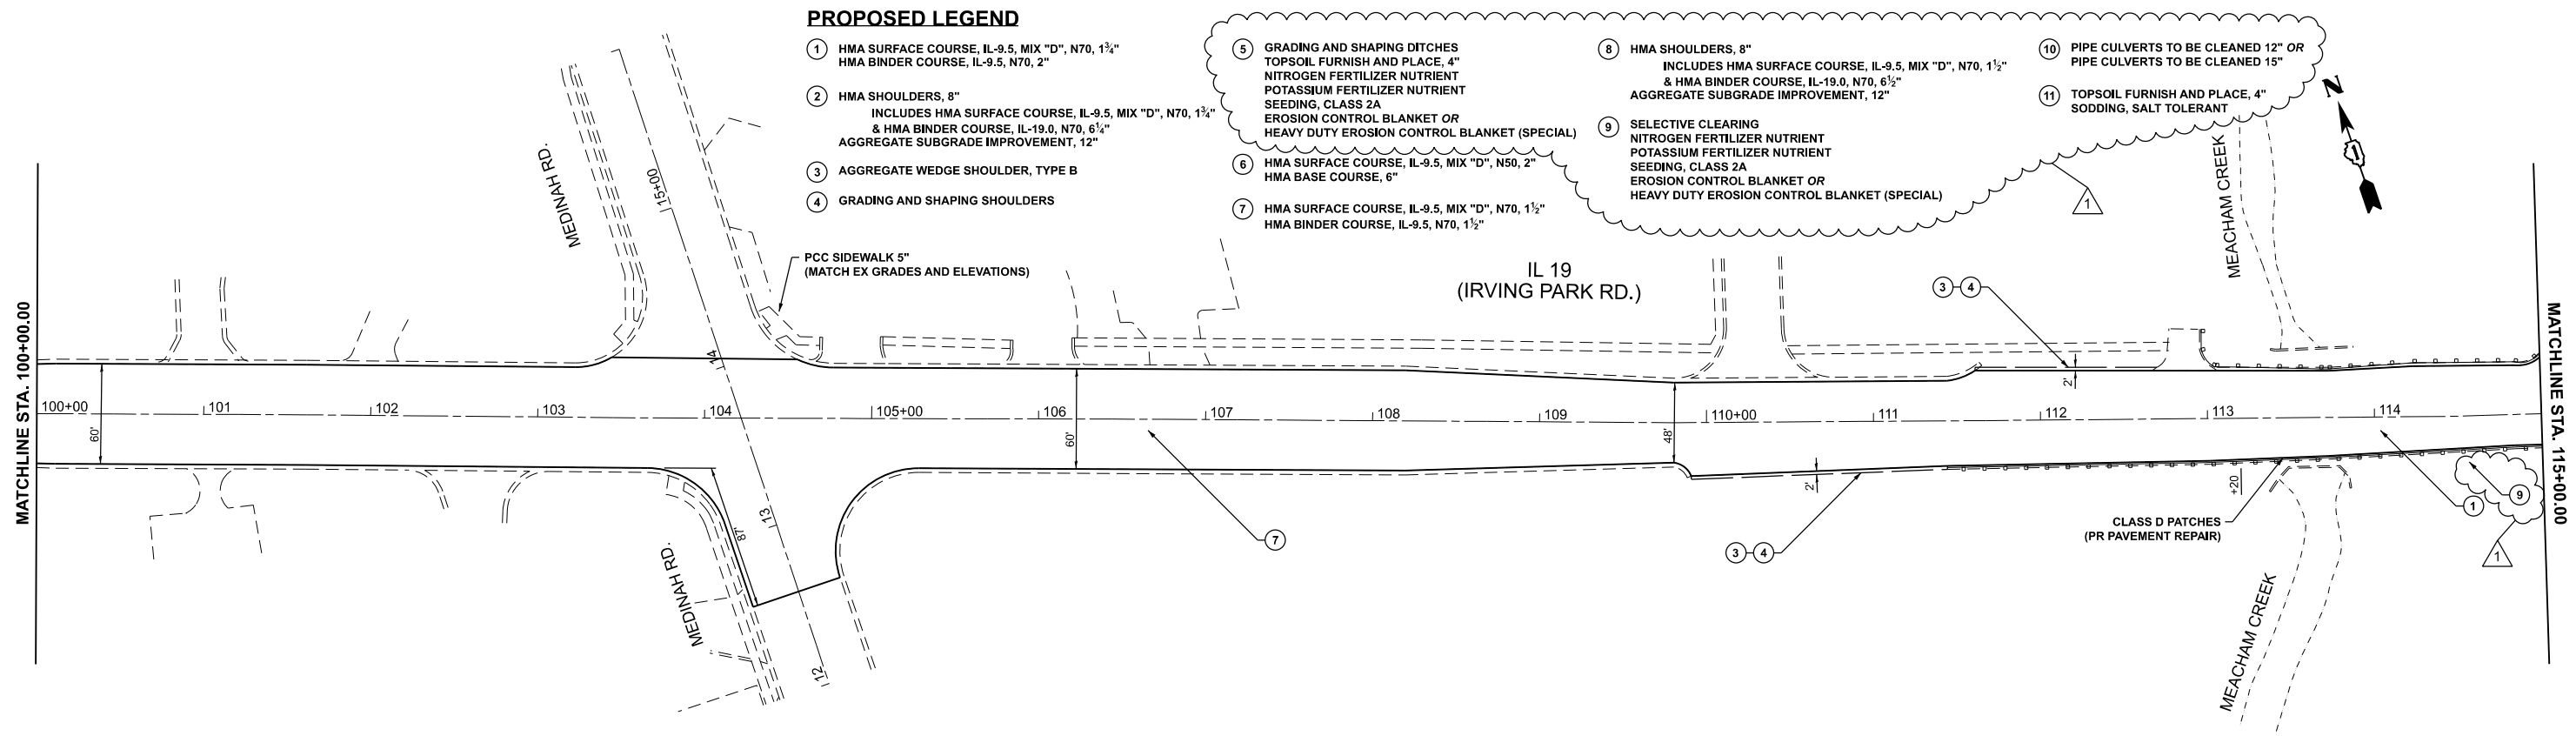 PROPOSED LEGEND
1 HMA SURFACE COURSE, IL-9.5, MIX "D", N70, 1¾"
HMA BINDER COURSE, IL-9.5, N70, 2"
2 HMA SHOULDERS, 8"
INCLUDES HMA SURFACE COURSE, IL-9.5, MIX "D", N70, 1¾"
& HMA BINDER COURSE, IL-19.0, N70, 6¼"
AGGREGATE SUBGRADE IMPROVEMENT, 12"
3 AGGREGATE WEDGE SHOULDER, TYPE B
4 GRADING AND SHAPING SHOULDERS
5 GRADING AND SHAPING DITCHES
TOPSOIL FURNISH AND PLACE, 4"
NITROGEN FERTILIZER NUTRIENT
POTASSIUM FERTILIZER NUTRIENT
SEEDING, CLASS 2A
EROSION CONTROL BLANKET OR
HEAVY DUTY EROSION CONTROL BLANKET (SPECIAL)
6 HMA SURFACE COURSE, IL-9.5, MIX "D", N50, 2"
HMA BASE COURSE, 6"
7 HMA SURFACE COURSE, IL-9.5, MIX "D", N70, 1½"
HMA BINDER COURSE, IL-9.5, N70, 1½"
8 HMA SHOULDERS, 8"
INCLUDES HMA SURFACE COURSE, IL-9.5, MIX "D", N70, 1½"
& HMA BINDER COURSE, IL-19.0, N70, 6½"
AGGREGATE SUBGRADE IMPROVEMENT, 12"
9 SELECTIVE CLEARING
NITROGEN FERTILIZER NUTRIENT
POTASSIUM FERTILIZER NUTRIENT
SEEDING, CLASS 2A
EROSION CONTROL BLANKET OR
HEAVY DUTY EROSION CONTROL BLANKET (SPECIAL)
10 PIPE CULVERTS TO BE CLEANED 12" OR
PIPE CULVERTS TO BE CLEANED 15"
11 TOPSOIL FURNISH AND PLACE, 4"
SODDING, SALT TOLERANT
1
N
MEDINAH RD.
15+00
PCC SIDEWALK 5"
(MATCH EX GRADES AND ELEVATIONS)
IL 19
(IRVING PARK RD.)
3 4
MEACHAM CREEK
MATCHLINE STA. 100+00.00
14
2'
100+00
101
102
103
104
105+00
106
107
108
109
110+00
111
112
113
114
60'
60'
48'
MATCHLINE STA. 115+00.00
87'
13
12
MEDINAH RD.
7
2'
3 4
+20
CLASS D PATCHES
(PR PAVEMENT REPAIR)
9
1
1
MEACHAM CREEK